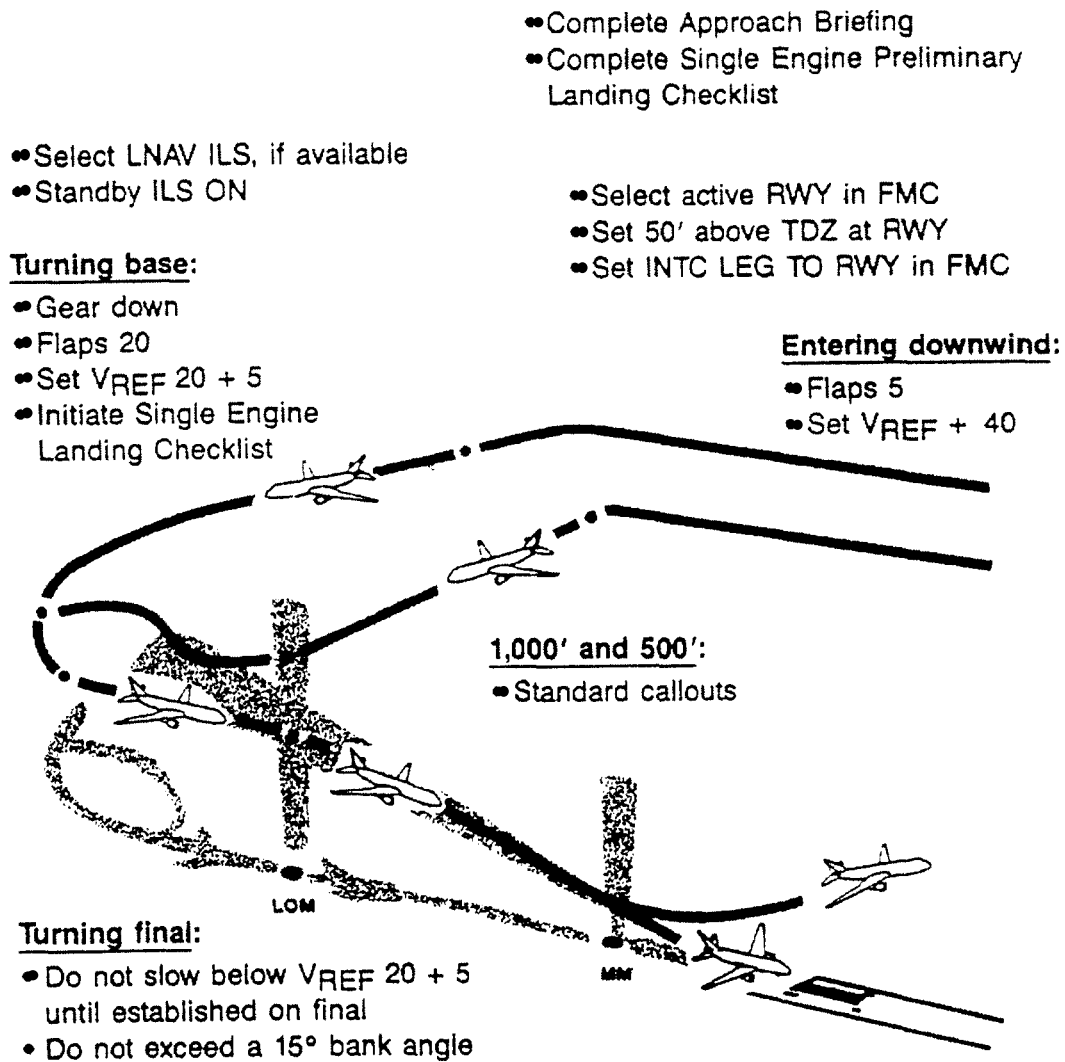 •• Complete Approach Briefing
•• Complete Single Engine Preliminary
Landing Checklist
•• Select LNAV ILS, if available
•• Standby ILS ON
•• Select active RWY in FMC
•• Set 50′ above TDZ at RWY
•• Set INTC LEG TO RWY in FMC
Turning base:
•• Gear down
•• Flaps 20
•• Set VREF 20 + 5
•• Initiate Single Engine
Landing Checklist
Entering downwind:
•• Flaps 5
•• Set VREF + 40
1,000′ and 500′:
•• Standard callouts
LOM
MM
Turning final:
• Do not slow below VREF 20 + 5
until established on final
• Do not exceed a 15° bank angle